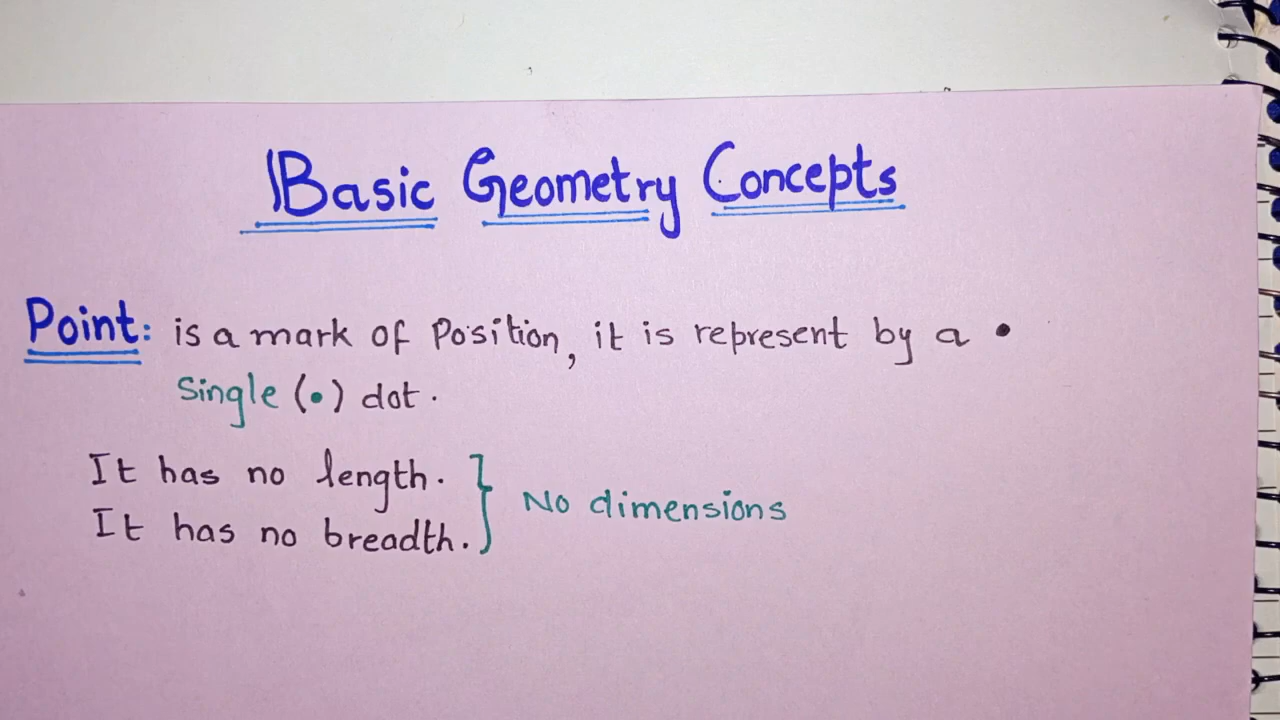 Basic Geometry Concepts
Point: is a mark of Position, it is represent by a •
Single (•) dot.
It has no length.
It has no breadth. } No dimensions